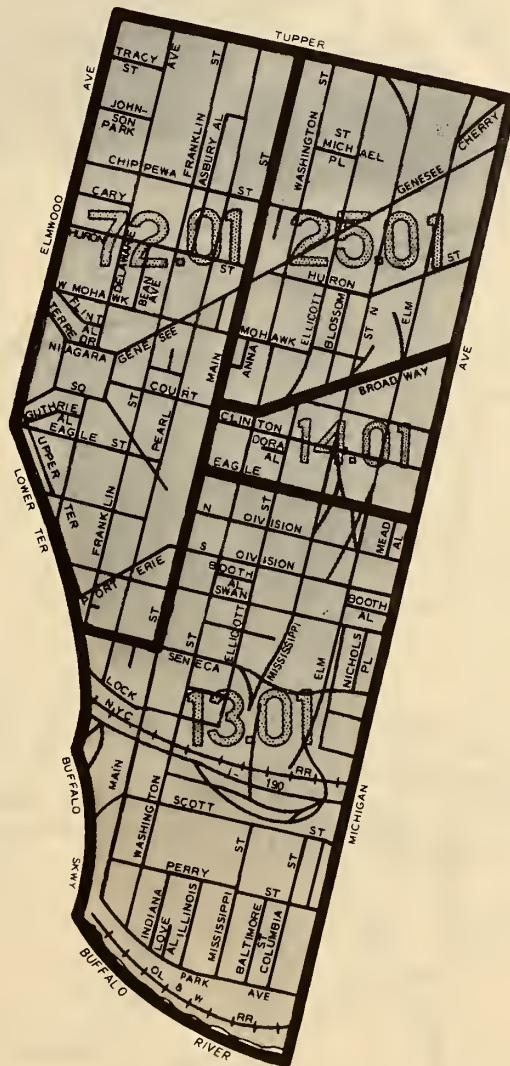 TUPPER
AVE
TRACY
ST
AVE
ST
ST
JOHN-
SON
PARK
FRANKLIN
ASBURY AL
WASHINGTON
ST
MICHAEL
PL
CHERRY
GENESEE
CHIPPEWA
ST
ST
CARY
72.01
25.01
ELMWOOD
HURON
DELAWARE
ST
HURON
ST
W MOHAWK
BEAN
AVE
ELLICOTT
BLOSSOM
ST
N
ELM
FLINT
AL
TERRE
OR
NIAGARA
GENESEE
MAIN
MOHAWK
ANNA
BROADWAY
AVE
SO
COURT
ST
PEARL
GUTHRIE
AL
EAGLE
ST
CLINTON
DORA
AL
EAGLE
14.01
UPPER
TER
LOWER TER
FRANKLIN
N
DIVISION
ST
MEAD
AL
S
DIVISION
PORT ERIE
ST
BOOTH
AL
SWAN
BOOTH
AL
ST
ELLICOTT
MISSISSIPPI
SENECA
ELM
NICHOLS
PL
LOCK
13.01
N.Y.C
RR
190
BUFFALO
SKWY
MAIN
WASHINGTON
SCOTT
ST
MICHIGAN
PERRY
ST
ST
ST
INDIANA
LOVE
AL
ILLINOIS
MISSISSIPPI
BALTIMORE
ST
COLUMBIA
PARK
AVE
DL
&
W
RR
BUFFALO
RIVER